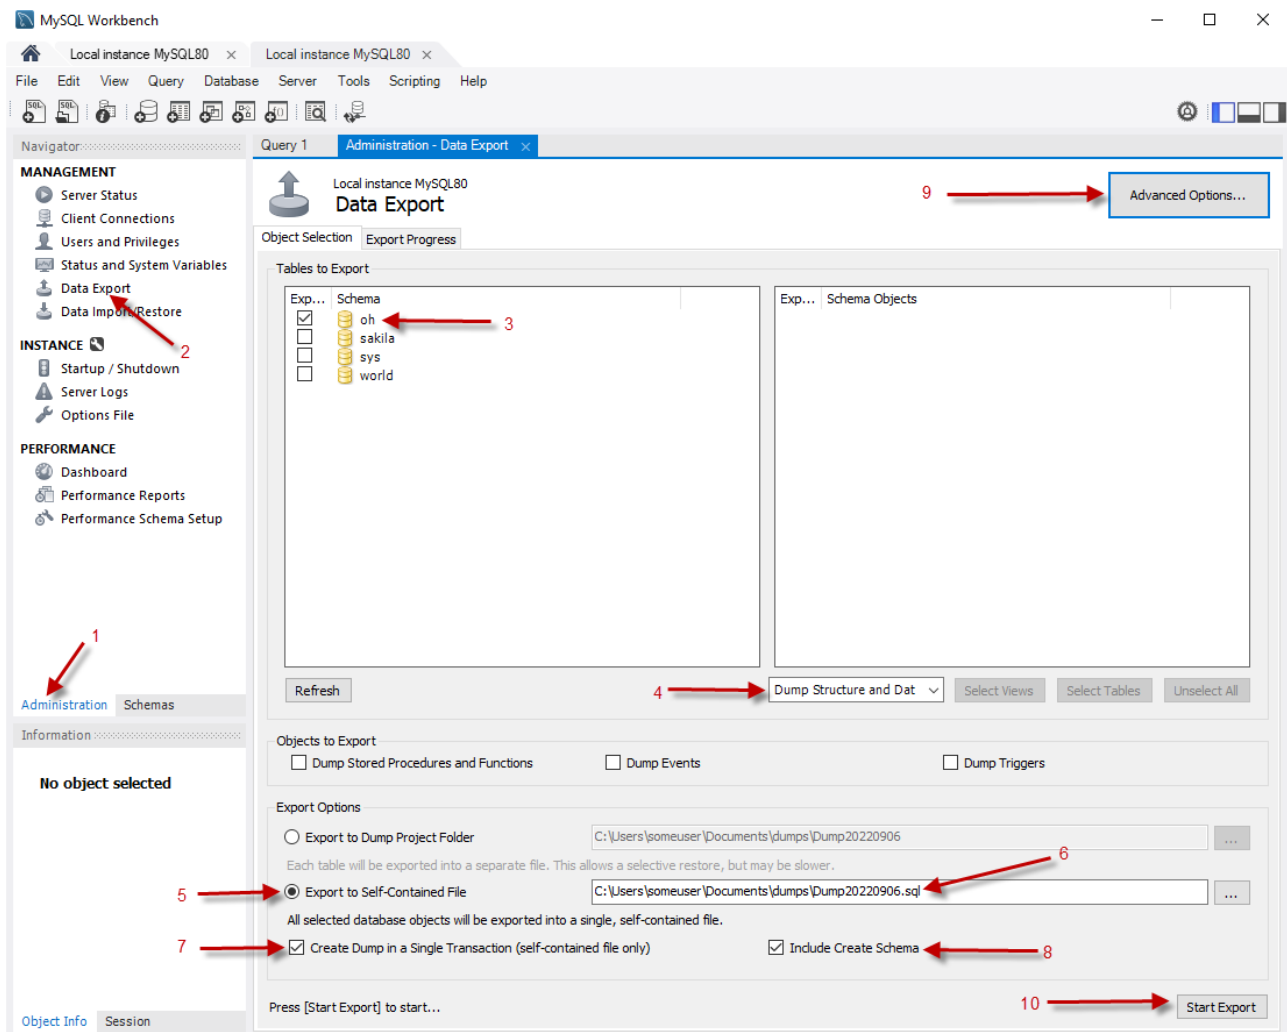 MySQL Workbench
Local instance MySQL80
Local instance MySQL80
File Edit View Query Database Server Tools Scripting Help
Navigator
Query 1
Administration - Data Export
MANAGEMENT
Server Status
Client Connections
Users and Privileges
Status and System Variables
Data Export
Data Import/Restore
2
INSTANCE
Startup / Shutdown
Server Logs
Options File
PERFORMANCE
Dashboard
Performance Reports
Performance Schema Setup
1
Administration Schemas
Information
No object selected
Object Info Session
Local instance MySQL80
Data Export
9
Advanced Options...
Object Selection Export Progress
Tables to Export
Exp... Schema
oh
3
sakila
sys
world
Exp... Schema Objects
Refresh
4
Dump Structure and Dat
Select Views
Select Tables
Unselect All
Objects to Export
Dump Stored Procedures and Functions
Dump Events
Dump Triggers
Export Options
Export to Dump Project Folder
C:\Users\someuser\Documents\dumps\Dump20220906
...
Each table will be exported into a separate file. This allows a selective restore, but may be slower.
6
5
Export to Self-Contained File
C:\Users\someuser\Documents\dumps\Dump20220906.sql
...
All selected database objects will be exported into a single, self-contained file.
7
Create Dump in a Single Transaction (self-contained file only)
Include Create Schema
8
Press [Start Export] to start...
10
Start Export